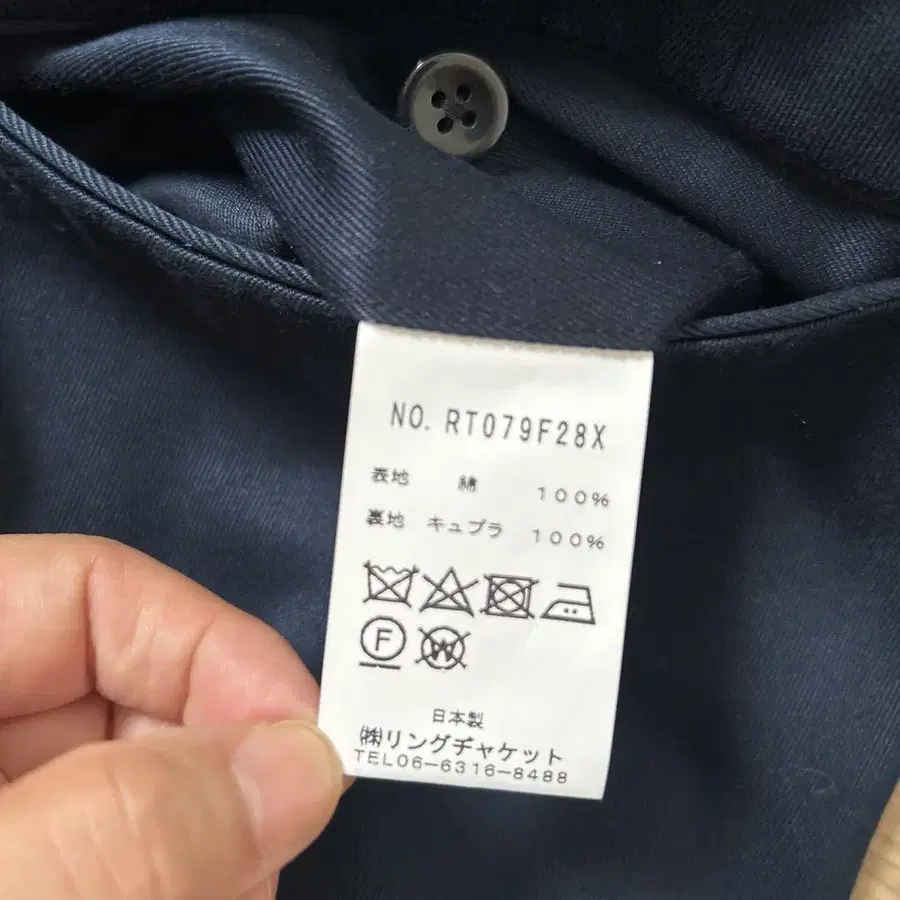 NO. RT079F28X
表地 綿 100%
裏地 キュプラ 100%
F W
日本製
㈱リングヂャケット
TEL06-6316-8488